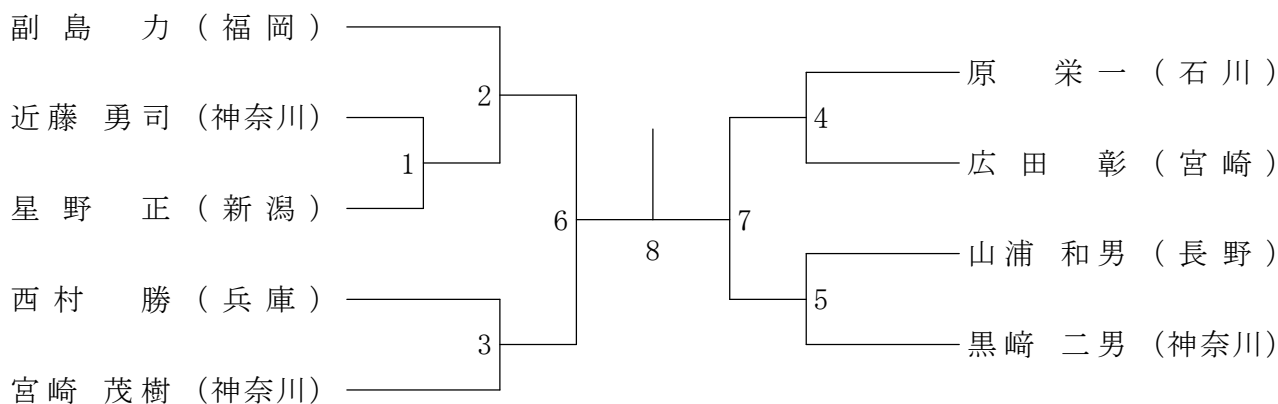 副島 力 (福岡)
近藤 勇司 (神奈川)
星野 正 (新潟)
西村 勝 (兵庫)
宮崎 茂樹 (神奈川)
1
2
3
6
8
7
4
5
原 栄一 (石川)
広田 彰 (宮崎)
山浦 和男 (長野)
黒﨑 二男 (神奈川)